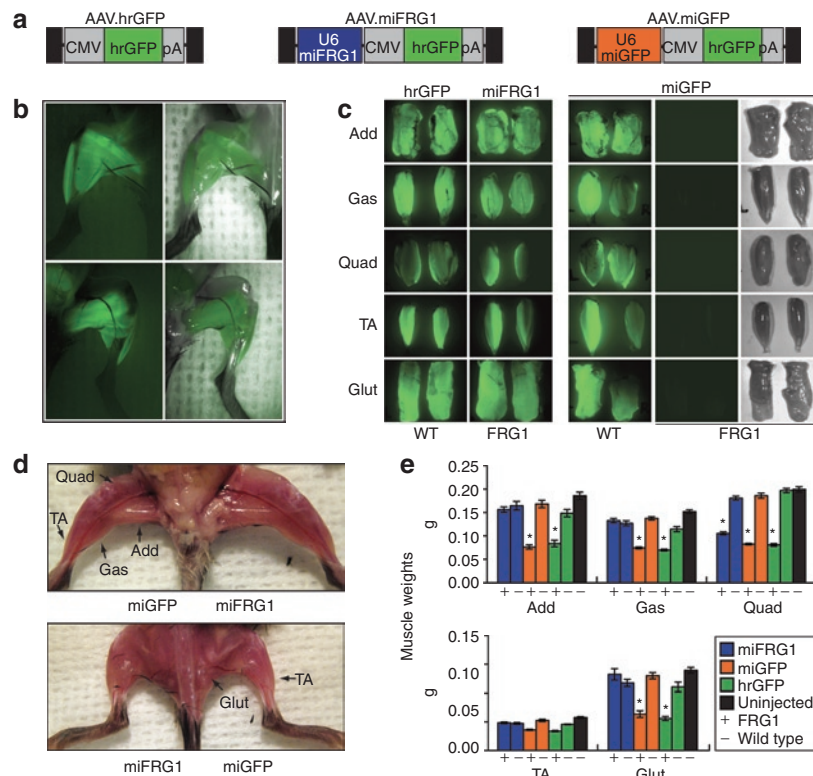 a
AAV.hrGFP
AAV.miFRG1
AAV.miGFP
CMV hrGFP pA
U6 miFRG1 CMV hrGFP pA
U6 miGFP CMV hrGFP pA
b
c
hrGFP miFRG1 miGFP
Add
Gas
Quad
TA
Glut
WT FRG1 WT FRG1
d
Quad
TA
Gas
Add
miGFP miFRG1
TA
Glut
miFRG1 miGFP
e
Muscle weights
g
0.25
0.20
0.15
0.10
0.05
0.00
* * * * * * *
+ − + − + − − + − + − + − − + − + − + − −
Add Gas Quad
g
0.15
0.10
0.05
0.00
* *
+ − + − + − − + − + − + − −
TA Glut
miFRG1
miGFP
hrGFP
Uninjected
+ FRG1
− Wild type